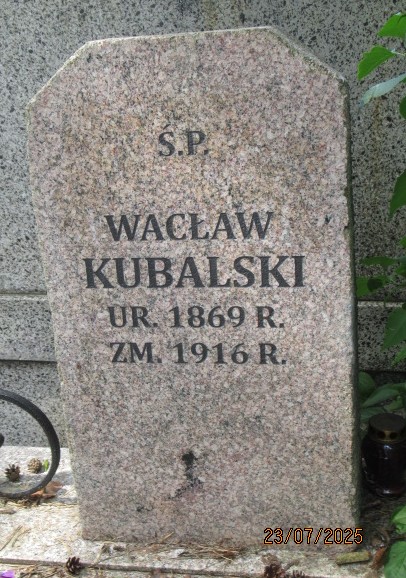 Ś.P.
WACŁAW
KUBALSKI
UR. 1869 R.
ZM. 1916 R.
23/07/2025